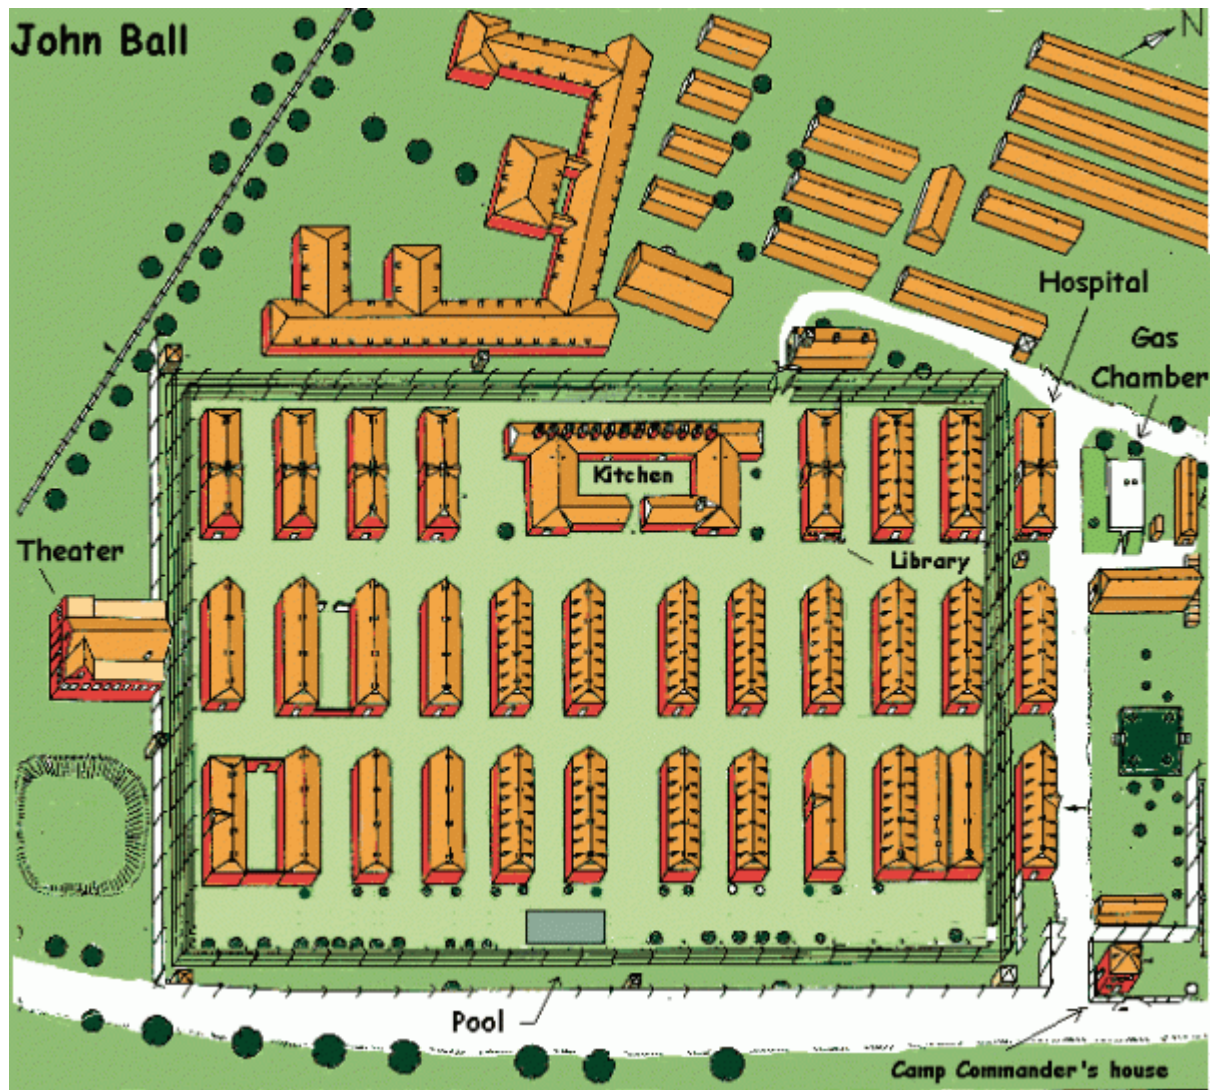 John Ball
N
Hospital
Gas
Chamber
Kitchen
Theater
Library
Pool
Camp Commander's house